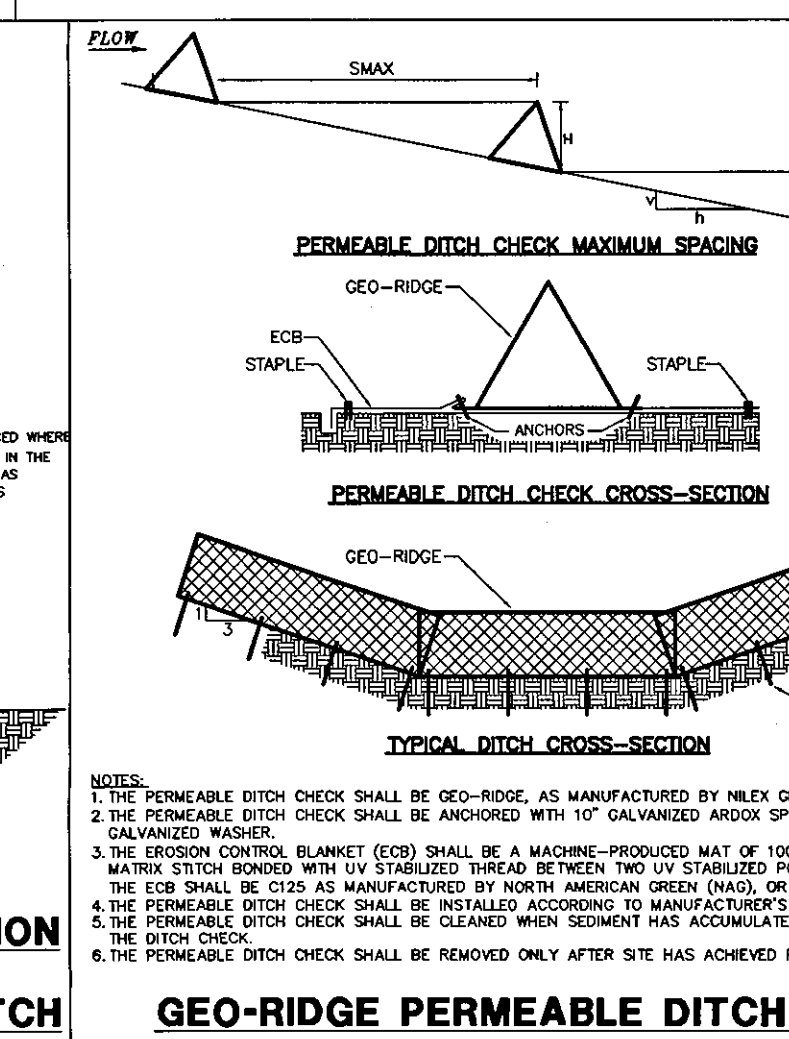 FLOW
SMAX
H
v
h
PERMEABLE DITCH CHECK MAXIMUM SPACING
GEO-RIDGE
ECB
STAPLE
STAPLE
ANCHORS
PERMEABLE DITCH CHECK CROSS-SECTION
GEO-RIDGE
1
3
TYPICAL DITCH CROSS-SECTION
NOTES:
1. THE PERMEABLE DITCH CHECK SHALL BE GEO-RIDGE, AS MANUFACTURED BY NILEX G
2. THE PERMEABLE DITCH CHECK SHALL BE ANCHORED WITH 10" GALVANIZED ARDOX SP
GALVANIZED WASHER.
3. THE EROSION CONTROL BLANKET (ECB) SHALL BE A MACHINE-PRODUCED MAT OF 100
MATRIX STITCH BONDED WITH UV STABILIZED THREAD BETWEEN TWO UV STABILIZED PO
THE ECB SHALL BE C125 AS MANUFACTURED BY NORTH AMERICAN GREEN (NAG), OR
4. THE PERMEABLE DITCH CHECK SHALL BE INSTALLED ACCORDING TO MANUFACTURER'S
5. THE PERMEABLE DITCH CHECK SHALL BE CLEANED WHEN SEDIMENT HAS ACCUMULATE
THE DITCH CHECK.
6. THE PERMEABLE DITCH CHECK SHALL BE REMOVED ONLY AFTER SITE HAS ACHIEVED
GEO-RIDGE PERMEABLE DITCH
CED WHERE
IN THE
AS
S
ION
TCH